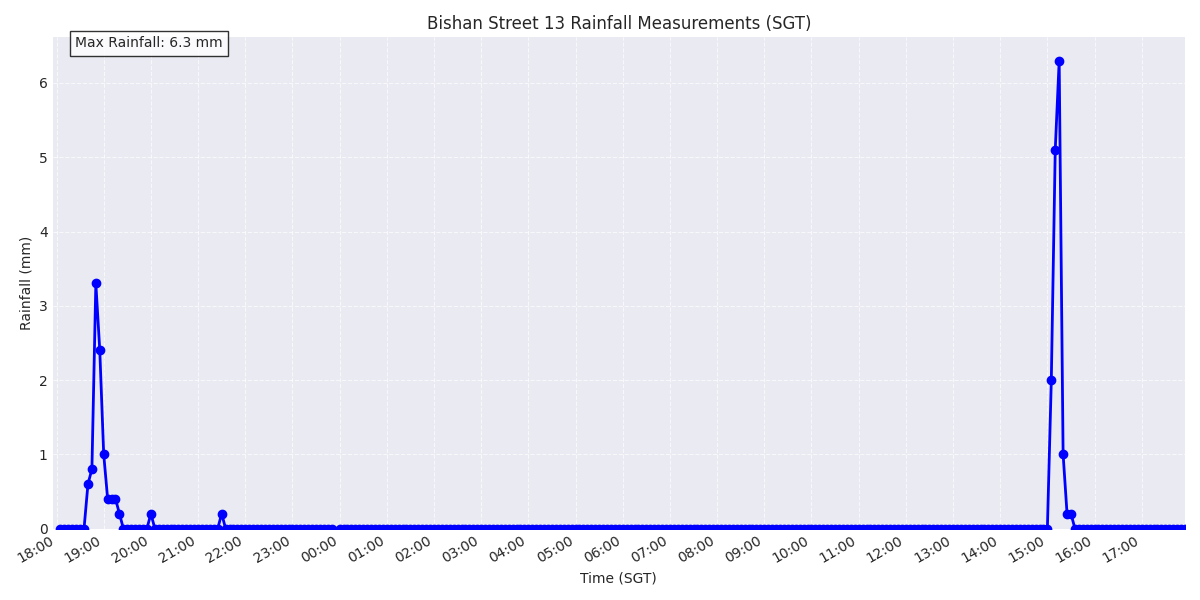 Bishan Street 13 Rainfall Measurements (SGT)
Max Rainfall: 6.3 mm
Rainfall (mm)
6
5
4
3
2
1
0
18:00 19:00 20:00 21:00 22:00 23:00 00:00 01:00 02:00 03:00 04:00 05:00 06:00 07:00 08:00 09:00 10:00 11:00 12:00 13:00 14:00 15:00 16:00 17:00
Time (SGT)